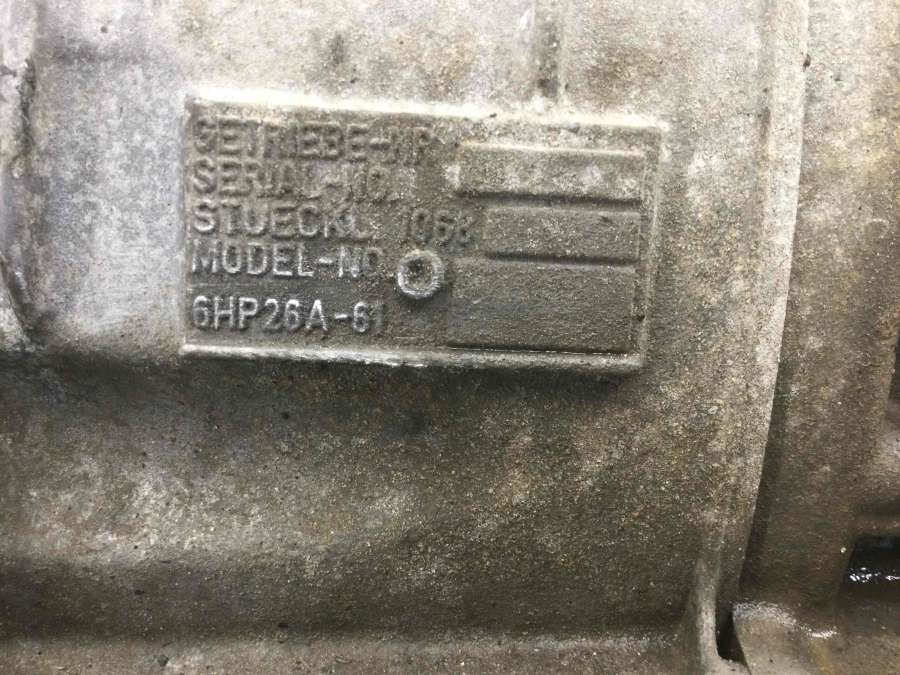 GETRIEBE-NR
SERIAL-NO.
STUECKL. 1068
MODEL-NO.
6HP26A-61